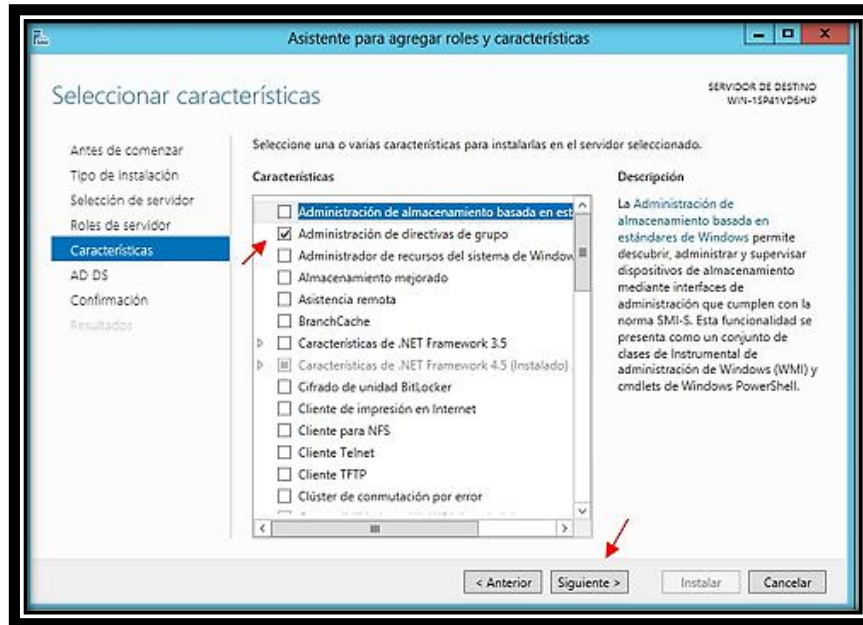 Asistente para agregar roles y características
Seleccionar características
SERVIDOR DE DESTINO
WIN-1SP41VD5HJP
Antes de comenzar
Tipo de instalación
Selección de servidor
Roles de servidor
Características
AD DS
Confirmación
Resultados
Seleccione una o varias características para instalarlas en el servidor seleccionado.
Características
Administración de almacenamiento basada en est
Administración de directivas de grupo
Administrador de recursos del sistema de Window
Almacenamiento mejorado
Asistencia remota
BranchCache
Características de .NET Framework 3.5
Características de .NET Framework 4.5 (Instalado)
Cifrado de unidad BitLocker
Cliente de impresión en Internet
Cliente para NFS
Cliente Telnet
Cliente TFTP
Clúster de conmutación por error
Descripción
La Administración de
almacenamiento basada en
estándares de Windows permite
descubrir, administrar y supervisar
dispositivos de almacenamiento
mediante interfaces de
administración que cumplen con la
norma SMI-S. Esta funcionalidad se
presenta como un conjunto de
clases de Instrumental de
administración de Windows (WMI) y
cmdlets de Windows PowerShell.
< Anterior
Siguiente >
Instalar
Cancelar